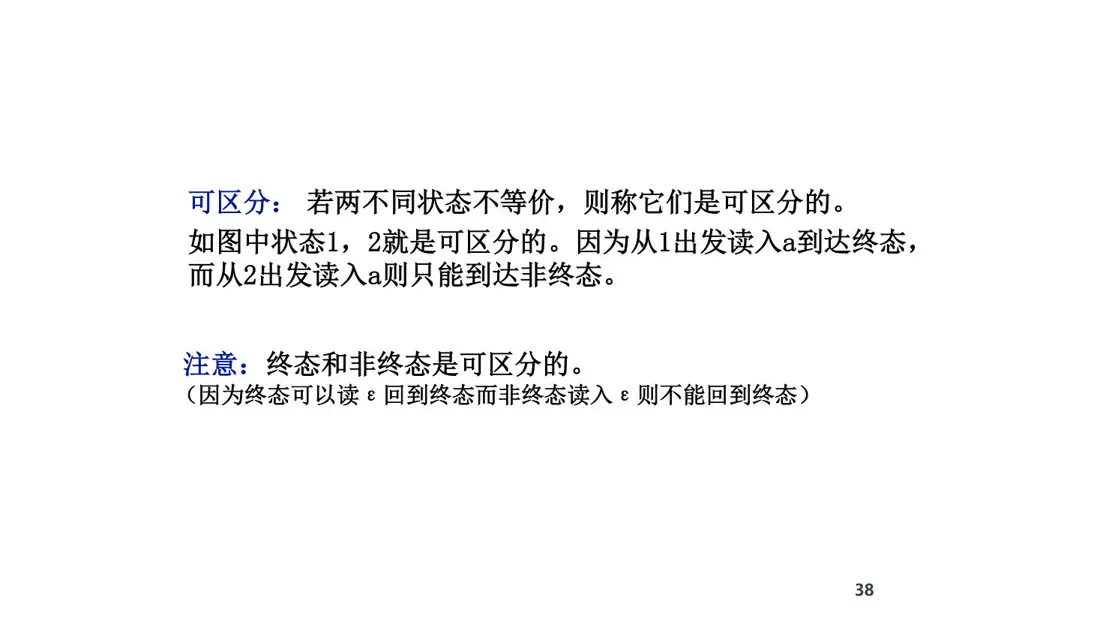 可区分： 若两不同状态不等价，则称它们是可区分的。
如图中状态1，2就是可区分的。因为从1出发读入a到达终态，
而从2出发读入a则只能到达非终态。
注意：终态和非终态是可区分的。
（因为终态可以读ε回到终态而非终态读入ε则不能回到终态）
38